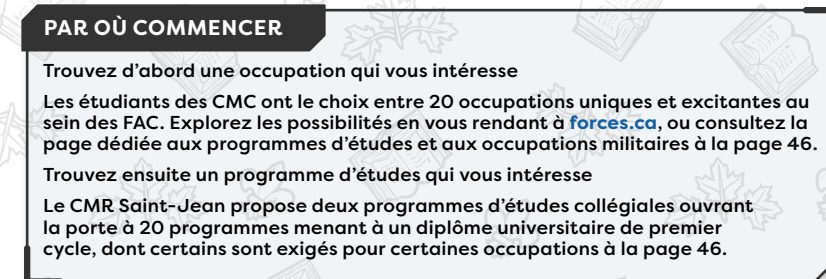 PAR OÙ COMMENCER
Trouvez d'abord une occupation qui vous intéresse
Les étudiants des CMC ont le choix entre 20 occupations uniques et excitantes au
sein des FAC. Explorez les possibilités en vous rendant à forces.ca, ou consultez la
page dédiée aux programmes d'études et aux occupations militaires à la page 46.
Trouvez ensuite un programme d'études qui vous intéresse
Le CMR Saint-Jean propose deux programmes d'études collégiales ouvrant
la porte à 20 programmes menant à un diplôme universitaire de premier
cycle, dont certains sont exigés pour certaines occupations à la page 46.